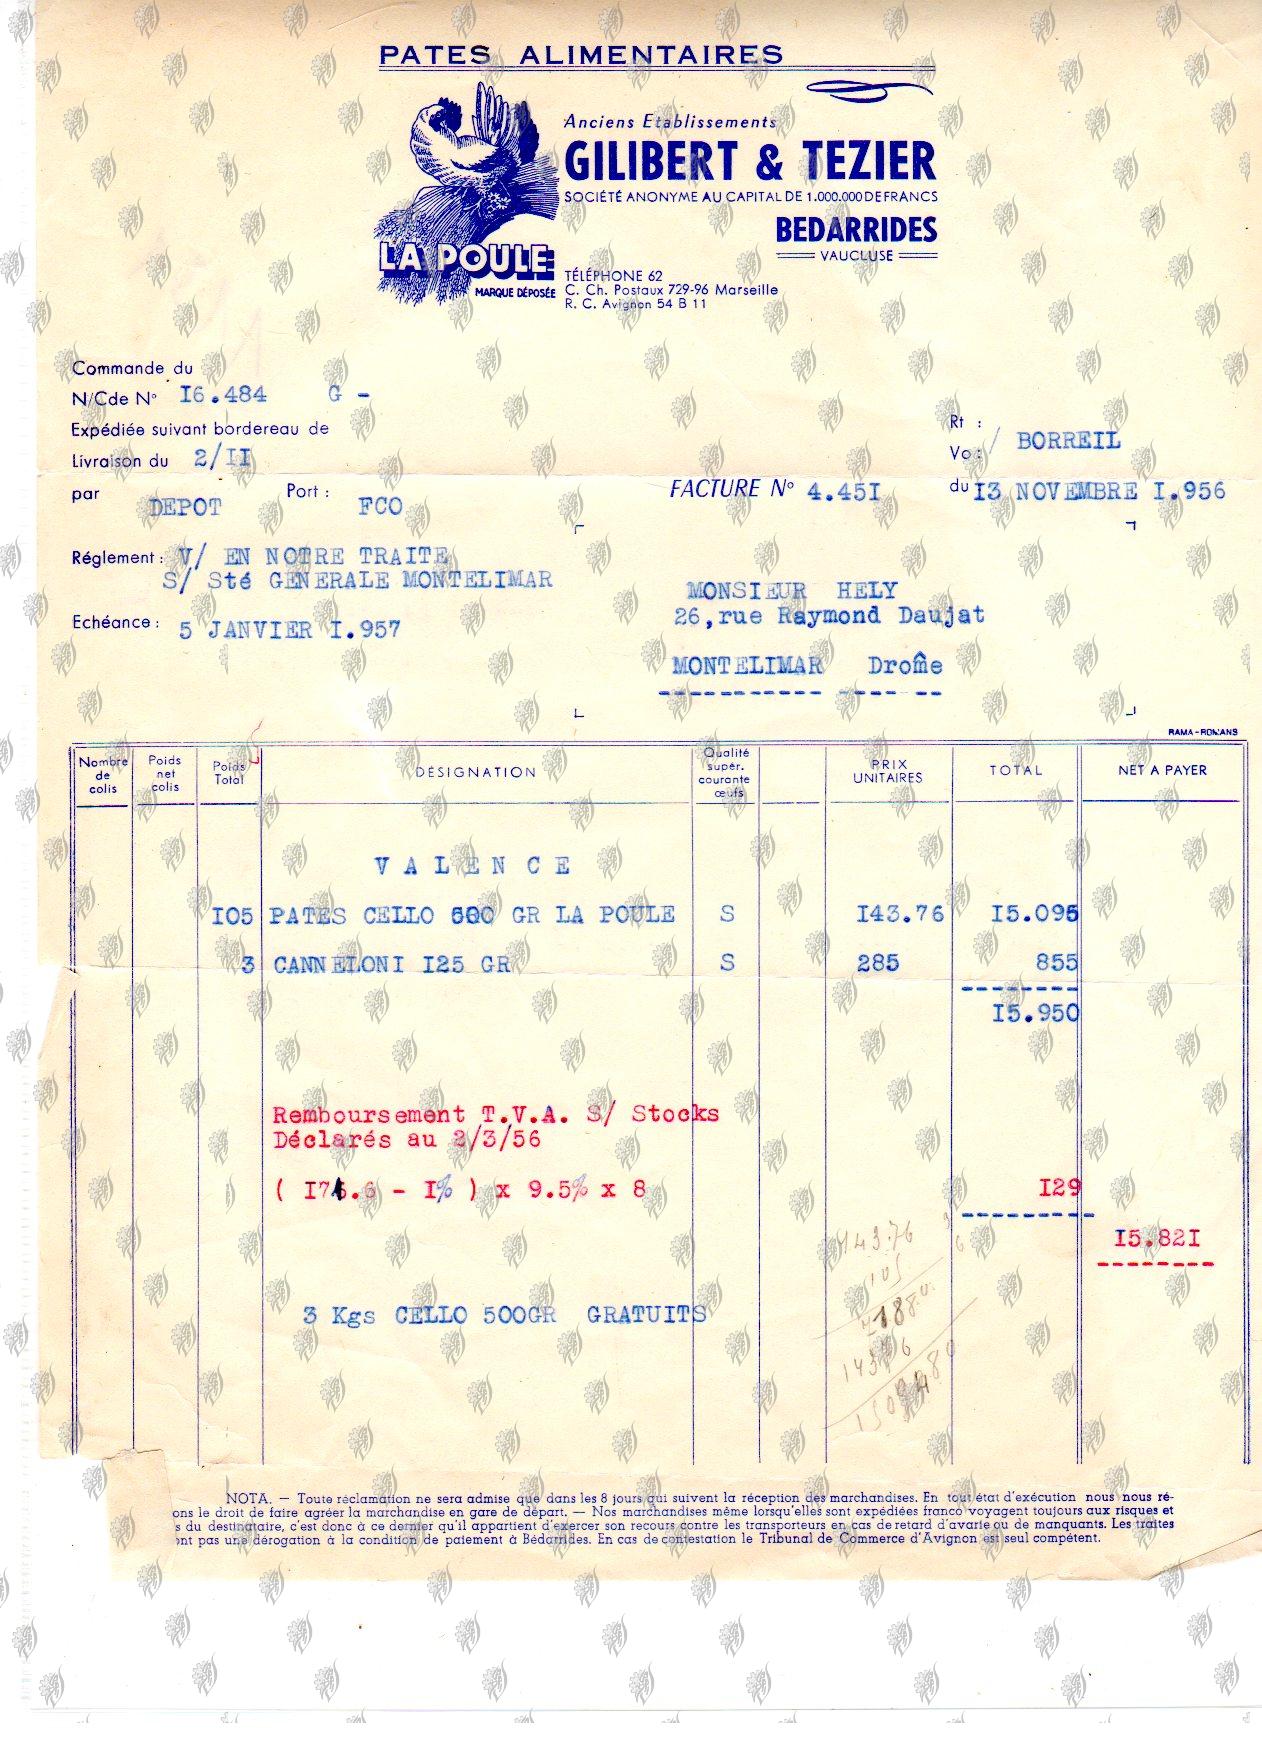 PATES ALIMENTAIRES
Anciens Etablissements
GILIBERT & TEZIER
SOCIÉTÉ ANONYME AU CAPITAL DE 1.000.000 DE FRANCS
BEDARRIDES
VAUCLUSE
LA POULE
MARQUE DÉPOSÉE
TÉLÉPHONE 62
C. Ch. Postaux 729-96 Marseille
R. C. Avignon 54 B 11
Commande du
N/Cde N° I6.484 G -
Expédiée suivant bordereau de
Livraison du 2/II
par DEPOT Port : FCO
Rt :
Vo : / BORREIL
FACTURE N° 4.45I du I3 NOVEMBRE I.956
Réglement : V/ EN NOTRE TRAITE
S/ Sté GENERALE MONTELIMAR
Echéance : 5 JANVIER I.957
MONSIEUR HELY
26,rue Raymond Daujat
MONTELIMAR Drome
RAMA-ROMANS
Nombre de colis Poids net colis Poids Total DÉSIGNATION Qualité supér. courante œufs PRIX UNITAIRES TOTAL NET A PAYER
V A L E N C E
I05 PATES CELLO 500 GR LA POULE S I43.76 I5.095
3 CANNELONI I25 GR S 285 855
I5.950
Remboursement T.V.A. S/ Stocks
Déclarés au 2/3/56
( I7 .6 - I% ) x 9.5% x 8 I29
I5.82I
143.76
105
3 Kgs CELLO 500GR GRATUITS
NOTA. — Toute réclamation ne sera admise que dans les 8 jours qui suivent la réception des marchandises. En tout état d'exécution nous nous ré-
ons le droit de faire agréer la marchandise en gare de départ. — Nos marchandises même lorsqu'elles sont expédiées franco voyagent toujours aux risques et
s du destinataire, c'est donc à ce dernier qu'il appartient d'exercer son recours contre les transporteurs en cas de retard d'avarie ou de manquants. Les traites
ont pas une dérogation à la condition de paiement à Bédarrides. En cas de contestation le Tribunal de Commerce d'Avignon est seul compétent.